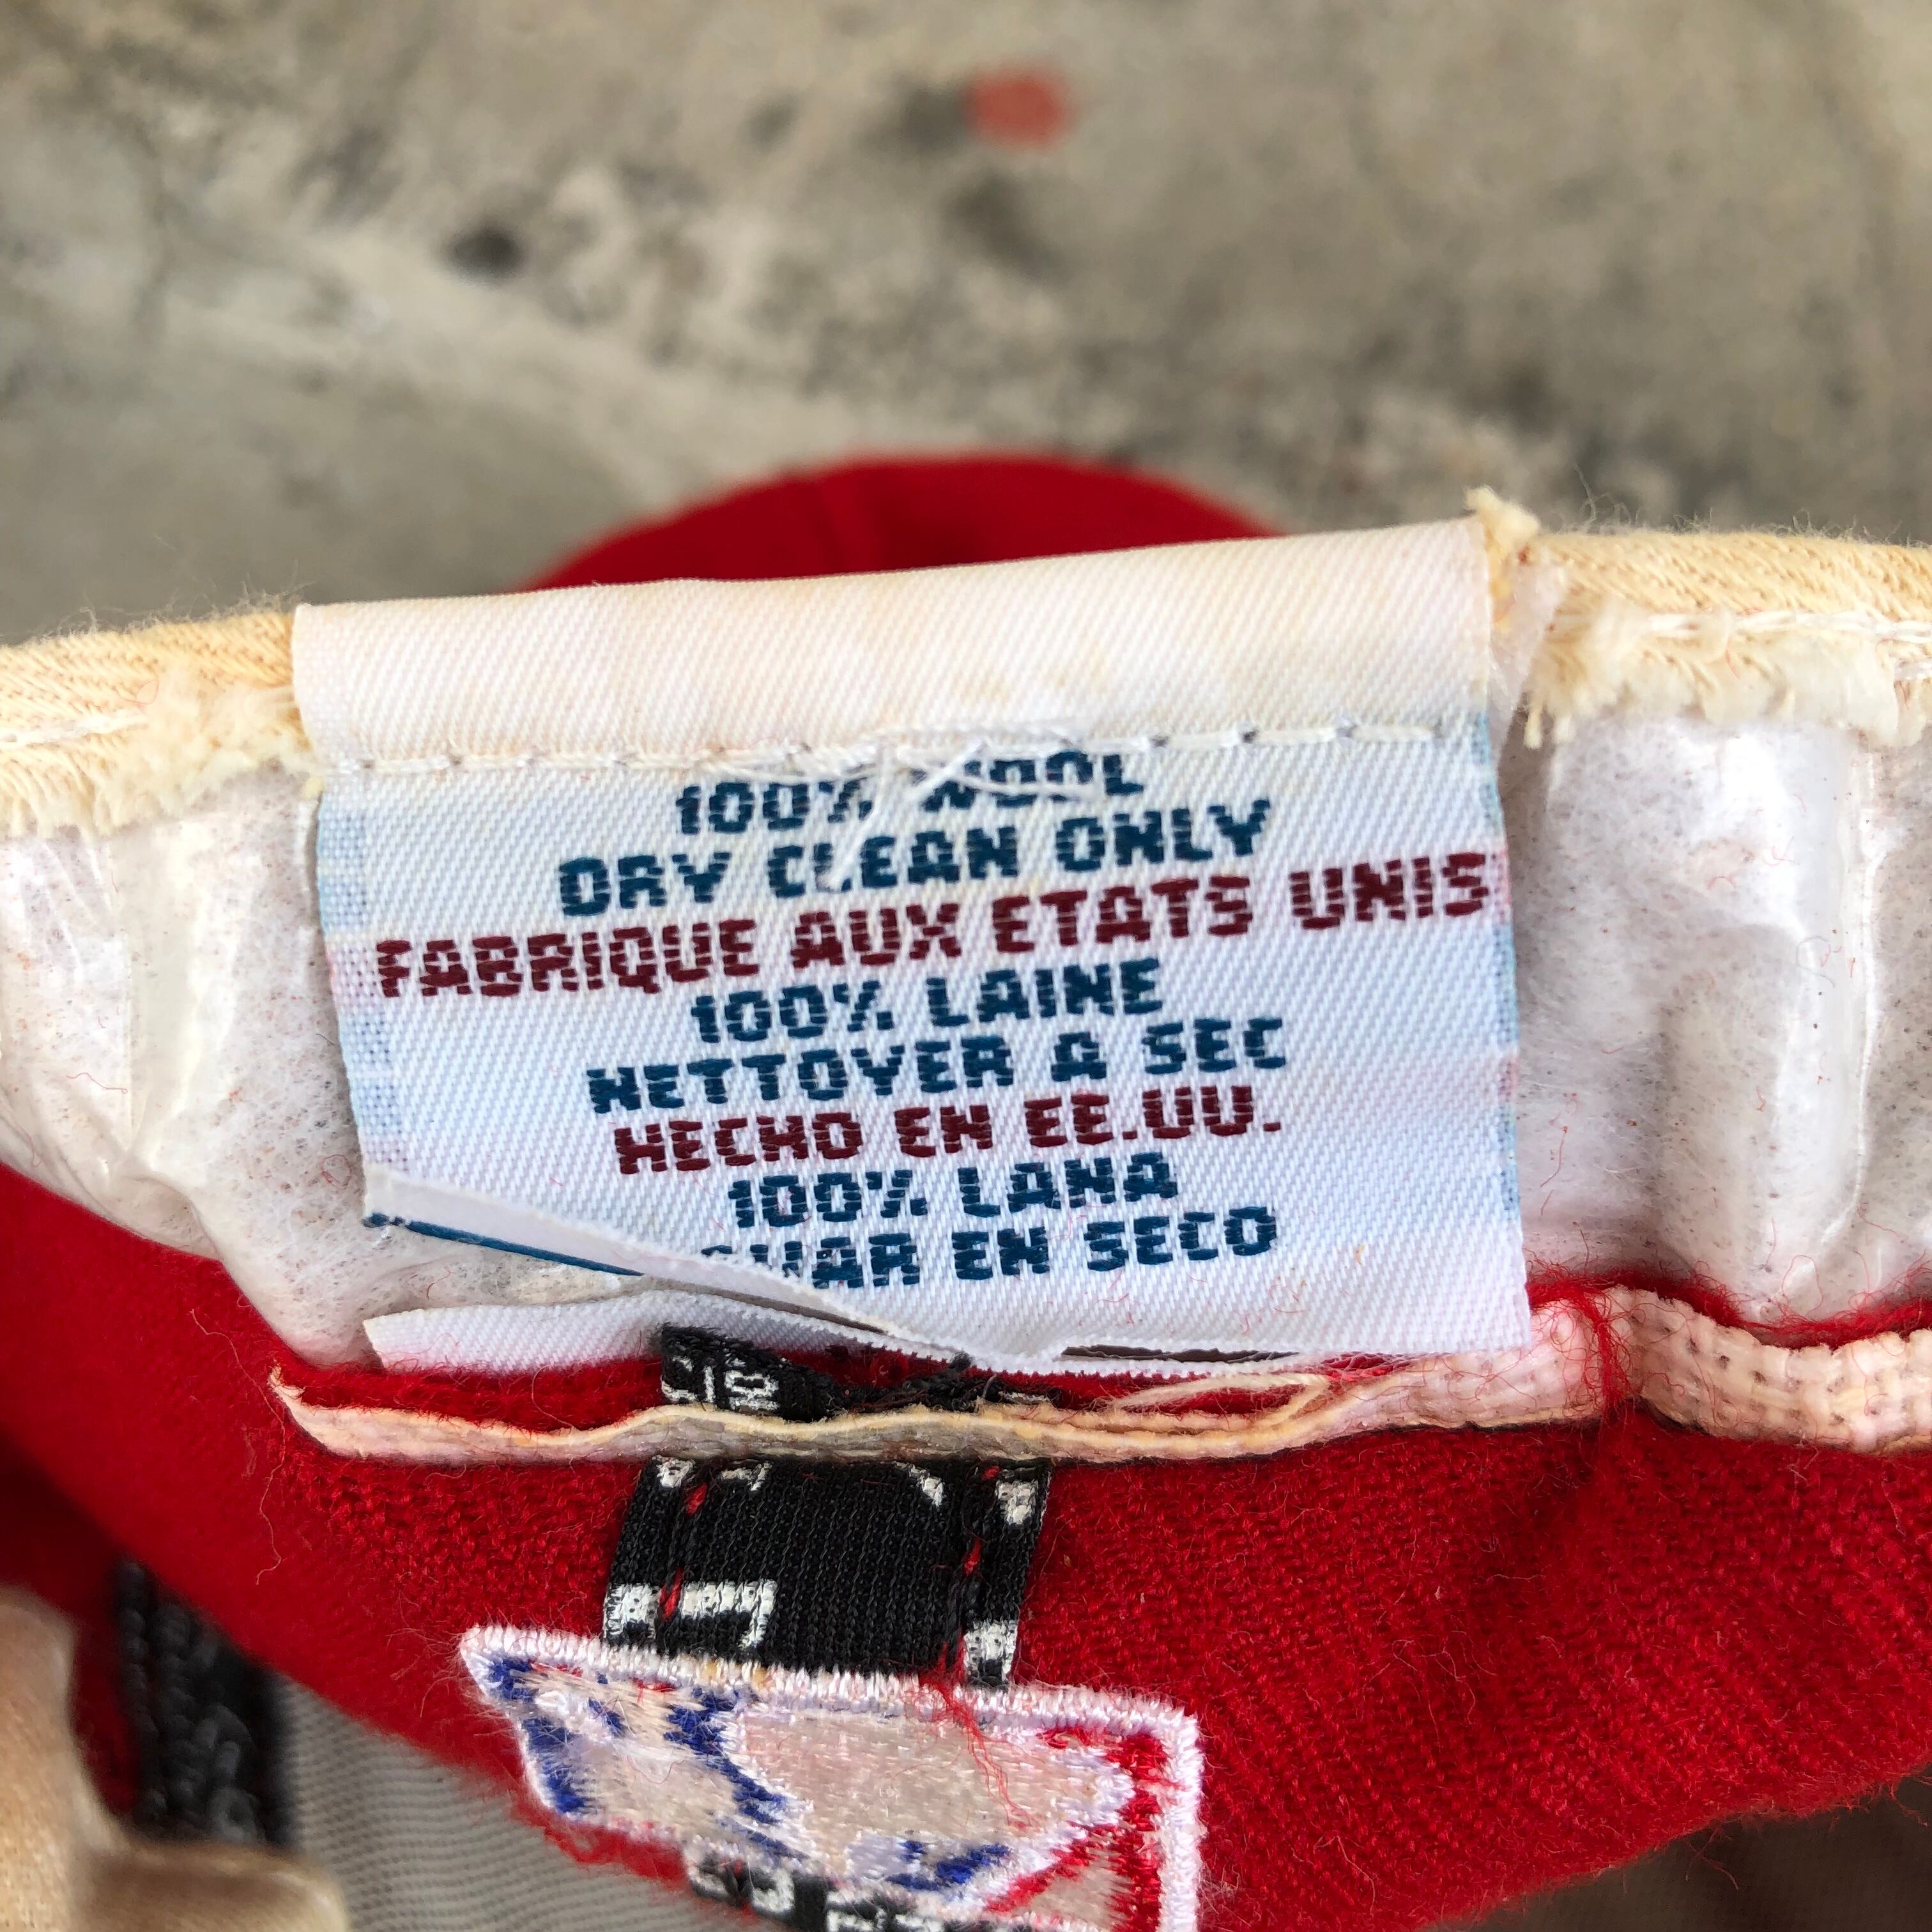 100% WOOL
DRY CLEAN ONLY
FABRIQUE AUX ETATS UNIS
100% LAINE
NETTOYER A SEC
HECHO EN EE.UU.
100% LANA
EN SECO